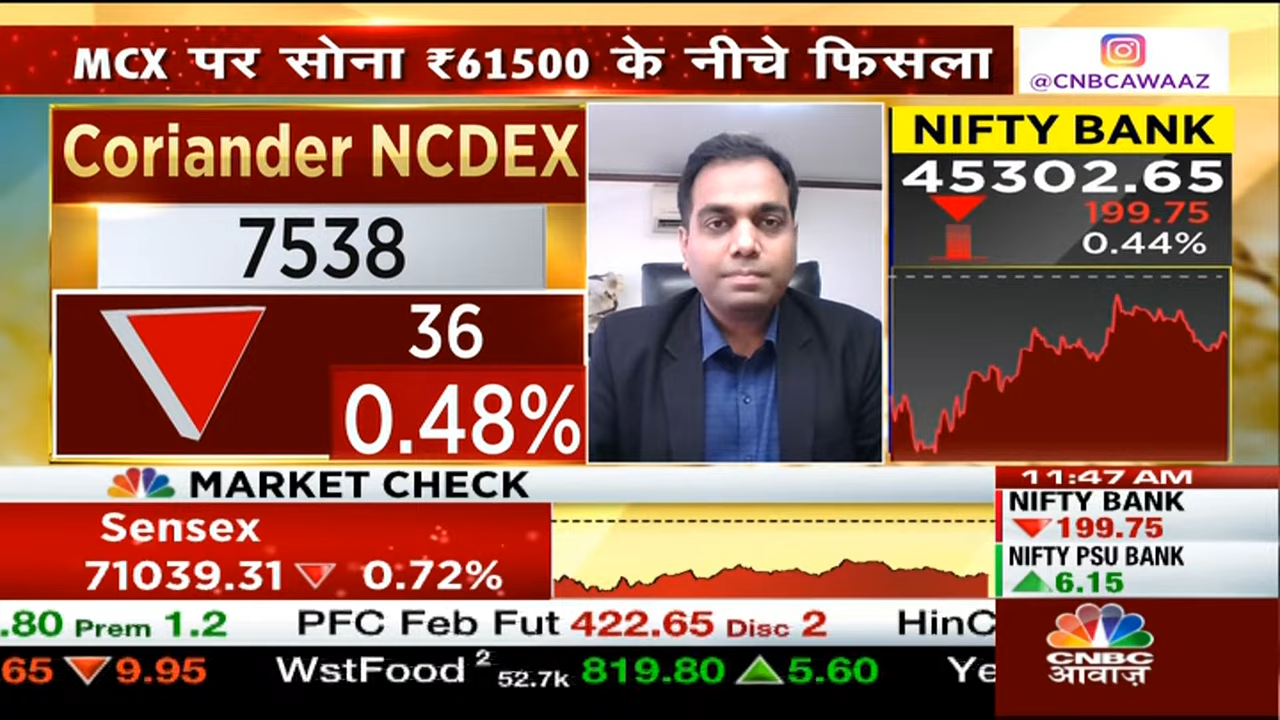 MCX पर सोना ₹61500 के नीचे फिसला
@CNBCAWAAZ
Coriander NCDEX
7538
36
0.48%
NIFTY BANK
45302.65
199.75
0.44%
MARKET CHECK
Sensex
71039.31 0.72%
11:47 AM
NIFTY BANK
199.75
NIFTY PSU BANK
6.15
.80 Prem 1.2 PFC Feb Fut 422.65 Disc 2 HinC
65 9.95 WstFood 2 52.7k 819.80 5.60 Ye
CNBC
आवाज़